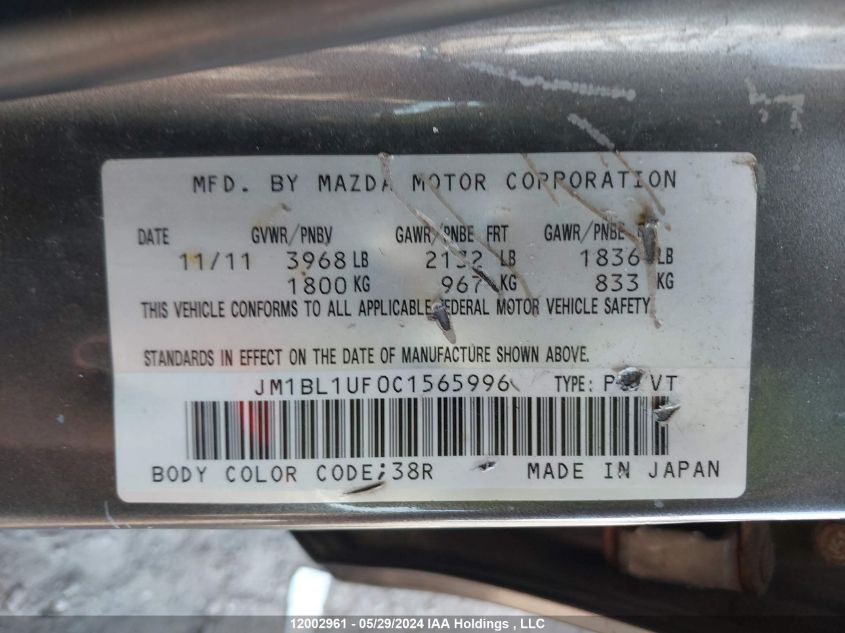 MFD. BY MAZDA MOTOR CORPORATION
DATE GVWR/PNBV GAWR/PNBE FRT GAWR/PNBE
11/11 3968 LB 2132 LB 1836 LB
1800 KG 967 KG 833 KG
THIS VEHICLE CONFORMS TO ALL APPLICABLE FEDERAL MOTOR VEHICLE SAFETY
STANDARDS IN EFFECT ON THE DATE OF MANUFACTURE SHOWN ABOVE.
JM1BL1UF0C1565996 TYPE:
BODY COLOR CODE;38R MADE IN JAPAN
12002961 - 05/29/2024 IAA Holdings , LLC